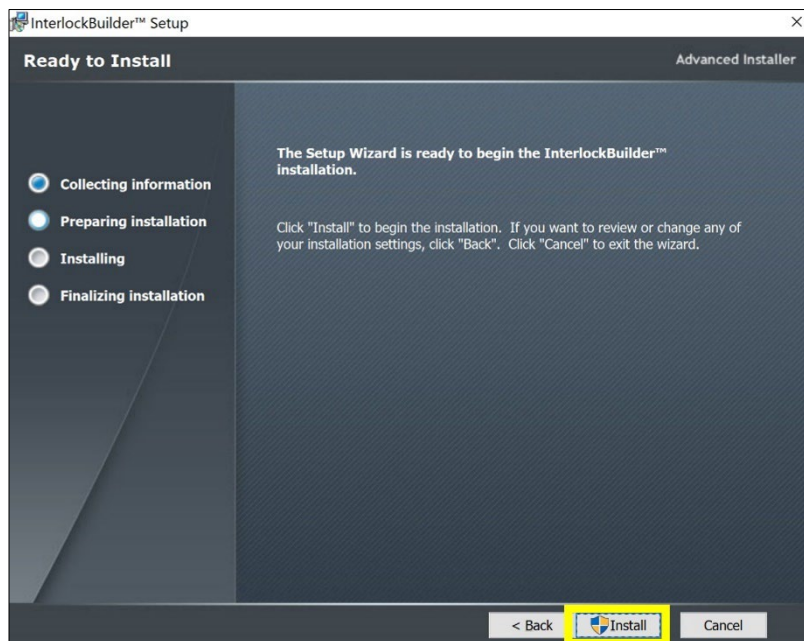 InterlockBuilder™ Setup
Ready to Install
Advanced Installer
The Setup Wizard is ready to begin the InterlockBuilder™
installation.
Collecting information
Preparing installation
Click "Install" to begin the installation. If you want to review or change any of
your installation settings, click "Back". Click "Cancel" to exit the wizard.
Installing
Finalizing installation
< Back
Install
Cancel